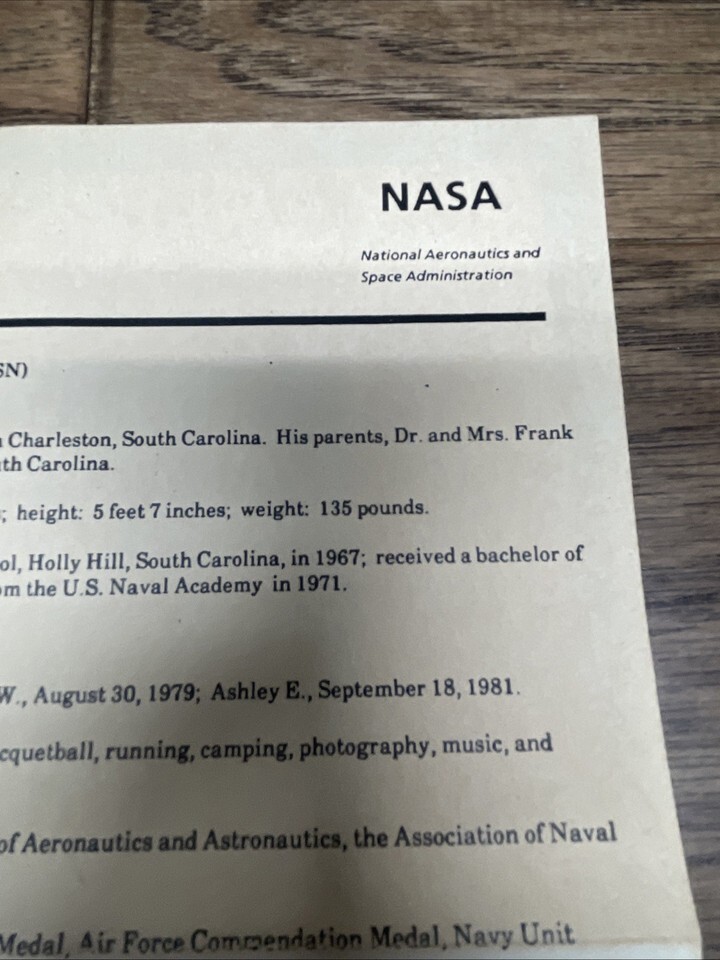 NASA
National Aeronautics and
Space Administration
SN)
Charleston, South Carolina. His parents, Dr. and Mrs. Frank
th Carolina.
; height: 5 feet 7 inches; weight: 135 pounds.
ol, Holly Hill, South Carolina, in 1967; received a bachelor of
om the U.S. Naval Academy in 1971.
W., August 30, 1979; Ashley E., September 18, 1981.
cquetball, running, camping, photography, music, and
of Aeronautics and Astronautics, the Association of Naval
Medal, Air Force Commendation Medal, Navy Unit